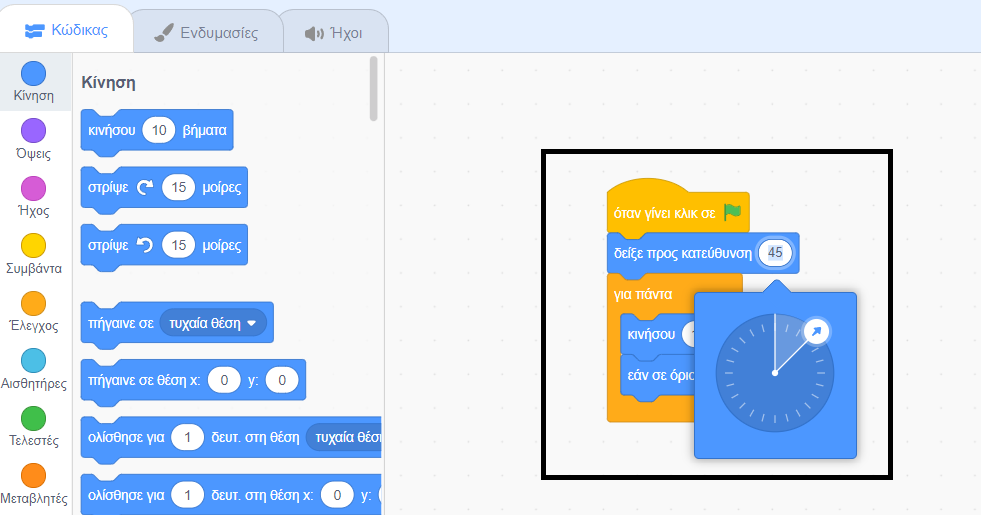 Κώδικας
Ενδυμασίες
Ήχοι
Κίνηση
Όψεις
Ήχος
Συμβάντα
Έλεγχος
Αισθητήρες
Τελεστές
Μεταβλητές
Κίνηση
κινήσου 10 βήματα
στρίψε 15 μοίρες
στρίψε 15 μοίρες
πήγαινε σε τυχαία θέση
πήγαινε σε θέση x: 0 y: 0
ολίσθησε για 1 δευτ. στη θέση τυχαία
ολίσθησε για 1 δευτ. στη θέση x: 0 y:
όταν γίνει κλικ σε
δείξε προς κατεύθυνση 45
για πάντα
κινήσου
εάν σε